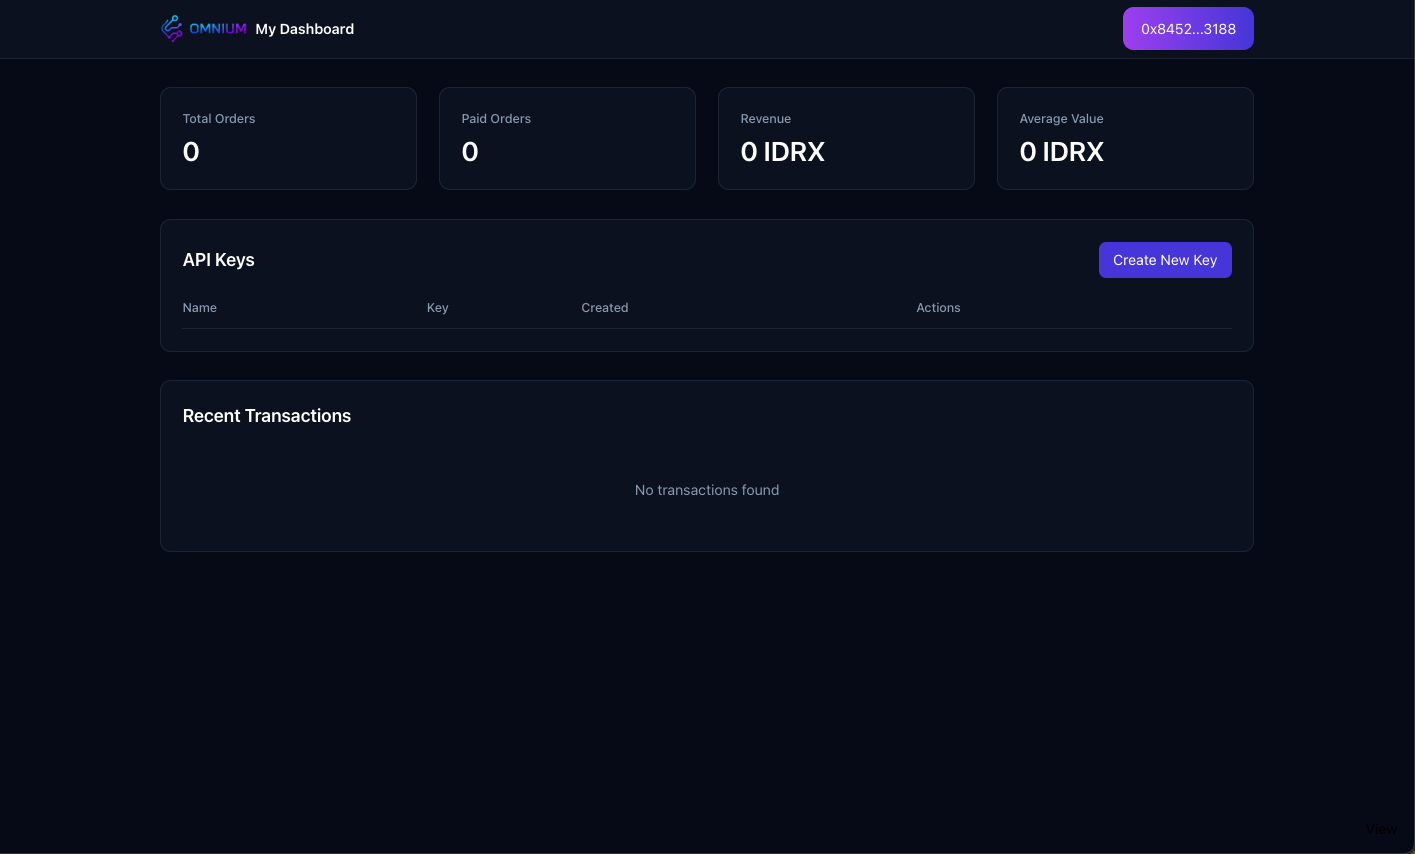 OMNIUM My Dashboard
0x8452...3188
Total Orders
0
Paid Orders
0
Revenue
0 IDRX
Average Value
0 IDRX
API Keys
Create New Key
Name Key Created Actions
Recent Transactions
No transactions found
View